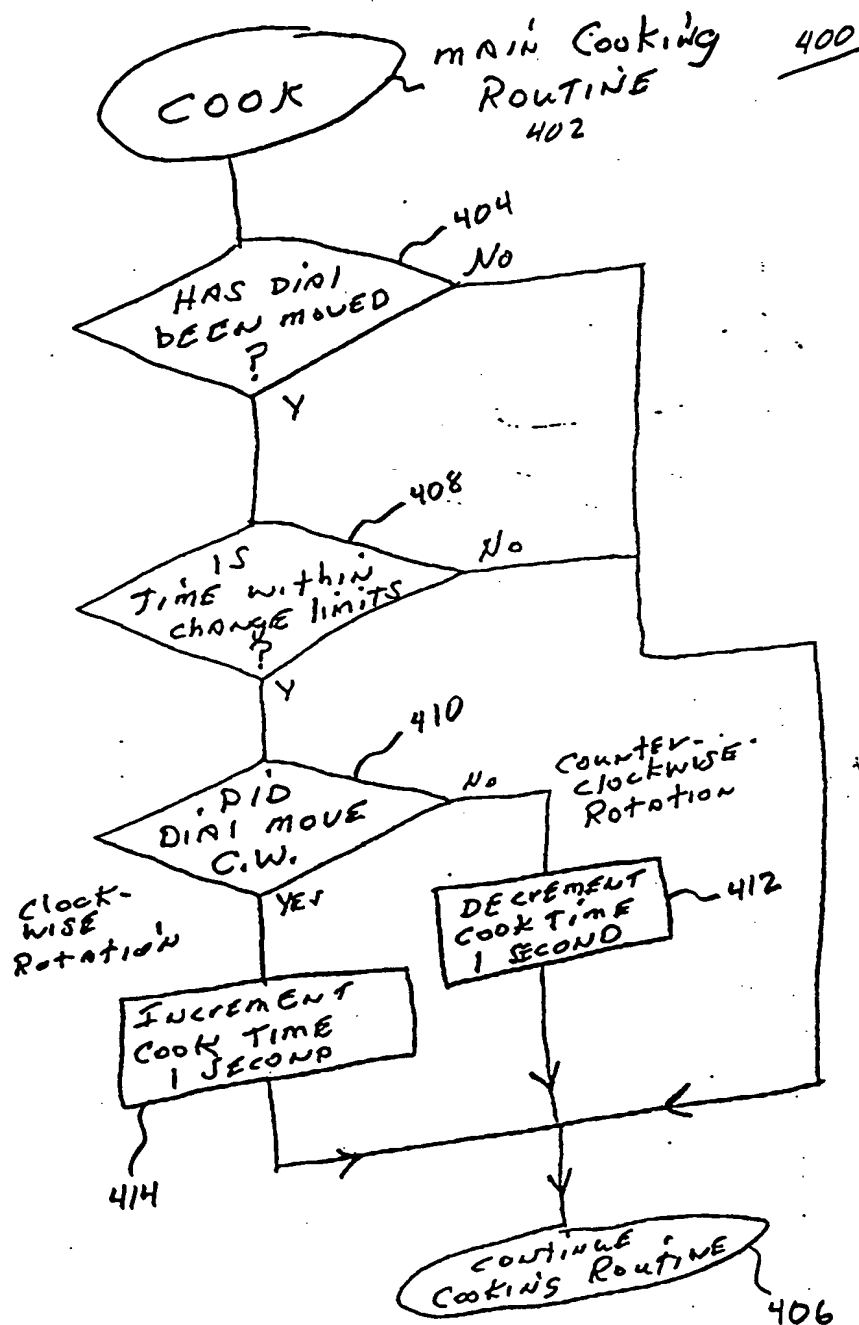 COOK
MAIN COOKING
ROUTINE
402
400
404
HAS DIAL
BEEN MOVED
?
No
Y
408
IS
TIME within
change limits
?
No
Y
410
DID
DIAL MOVE
C.W.
No
COUNTER-
CLOCKWISE
ROTATION
YES
Clock-
WISE
ROTATION
DECREMENT
COOK TIME
1 SECOND
412
INCREMENT
COOK TIME
1 SECOND
414
CONTINUE
COOKING ROUTINE
406